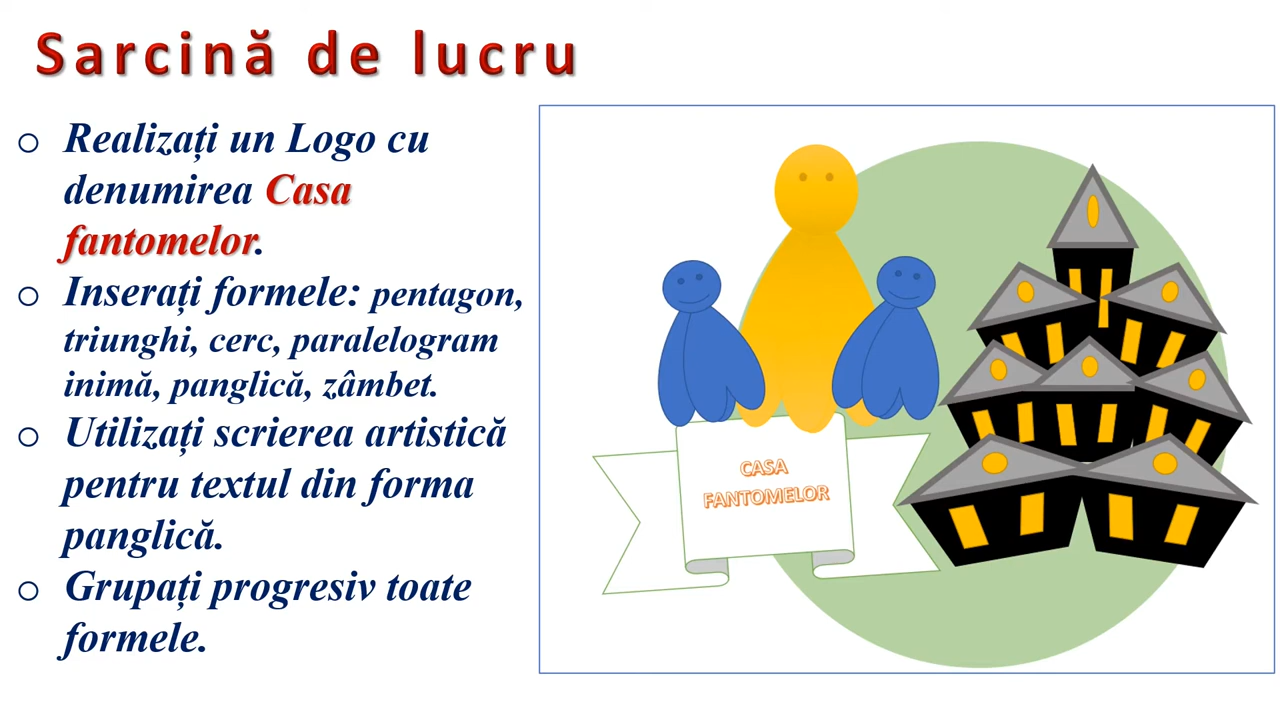 Sarcină de lucru
Realizați un Logo cu
denumirea Casa
fantomelor.
Inserați formele: pentagon,
triunghi, cerc, paralelogram
inimă, panglică, zâmbet.
Utilizați scrierea artistică
pentru textul din forma
panglică.
Grupați progresiv toate
formele.
CASA
FANTOMELOR